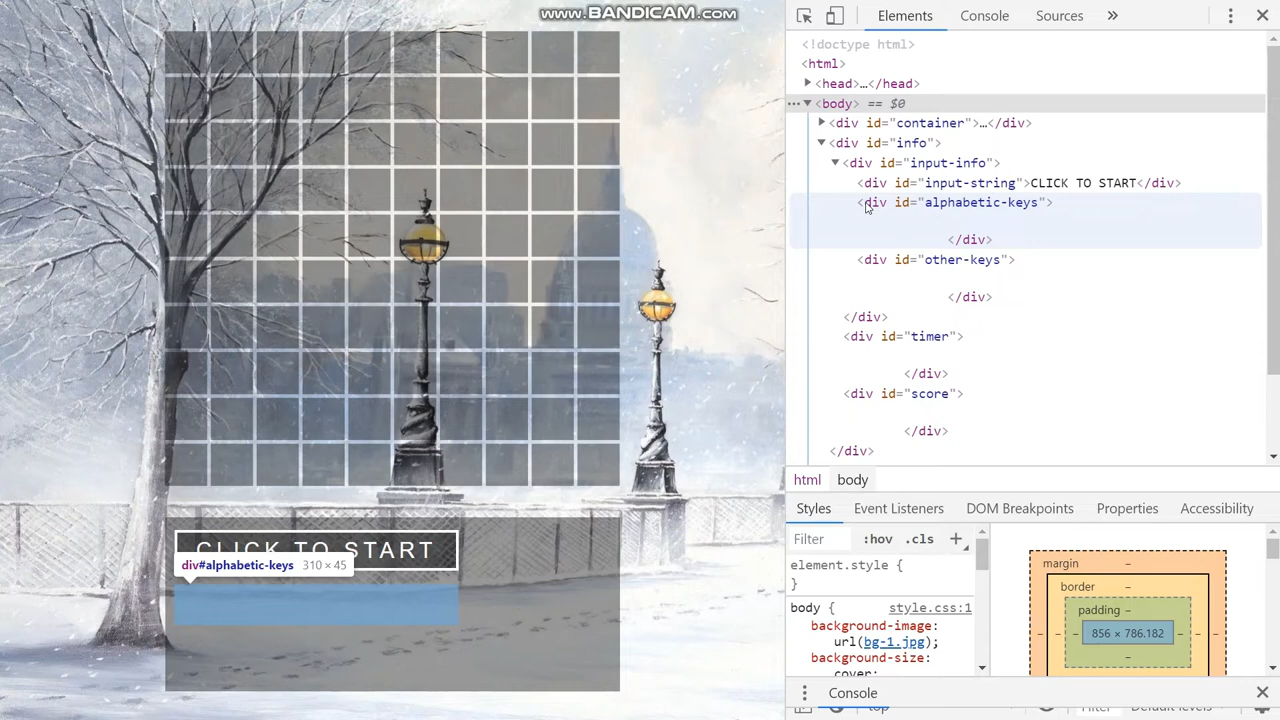 www.BANDICAM.com
Elements Console Sources »
<!doctype html>
<html>
<head>…</head>
<body> == $0
<div id="container">…</div>
<div id="info">
<div id="input-info">
<div id="input-string">CLICK TO START</div>
<div id="alphabetic-keys">
</div>
<div id="other-keys">
</div>
</div>
<div id="timer">
</div>
<div id="score">
</div>
</div>
html body
Styles Event Listeners DOM Breakpoints Properties Accessibility
Filter :hov .cls +
element.style {
}
body { style.css:1
background-image:
url(bg-1.jpg);
background-size:
cover;
margin –
border –
padding –
856 × 786.182
–
CLICK TO START
div#alphabetic-keys 310 × 45
Console
top Filter Default levels